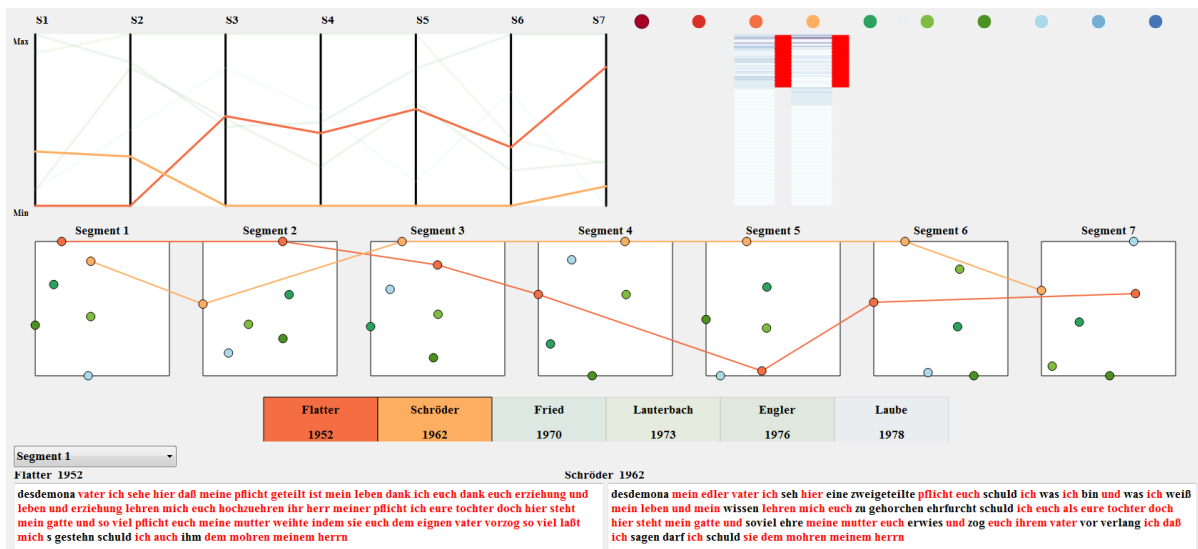 S1 S2 S3 S4 S5 S6 S7
Max
Min
Segment 1 Segment 2 Segment 3 Segment 4 Segment 5 Segment 6 Segment 7
Flatter Schröder Fried Lauterbach Engler Laube
1952 1962 1970 1973 1976 1978
Segment 1
Flatter 1952 Schröder 1962
desdemona vater ich sehe hier daß meine pflicht geteilt ist mein leben dank ich euch dank euch erziehung und
leben und erziehung lehren mich euch hochzuehren ihr herr meiner pflicht ich eure tochter doch hier steht
mein gatte und so viel pflicht euch meine mutter weihte indem sie euch dem eignen vater vorzog so viel laßt
mich s gestehn schuld ich auch ihm dem mohren meinem herrn
desdemona mein edler vater ich seh hier eine zweigeteilte pflicht euch schuld ich was ich bin und was ich weiß
mein leben und mein wissen lehren mich euch zu gehorchen ehrfurcht schuld ich euch als eure tochter doch
hier steht mein gatte und soviel ehre meine mutter euch erwies und zog euch ihrem vater vor verlang ich daß
ich sagen darf ich schuld sie dem mohren meinem herrn